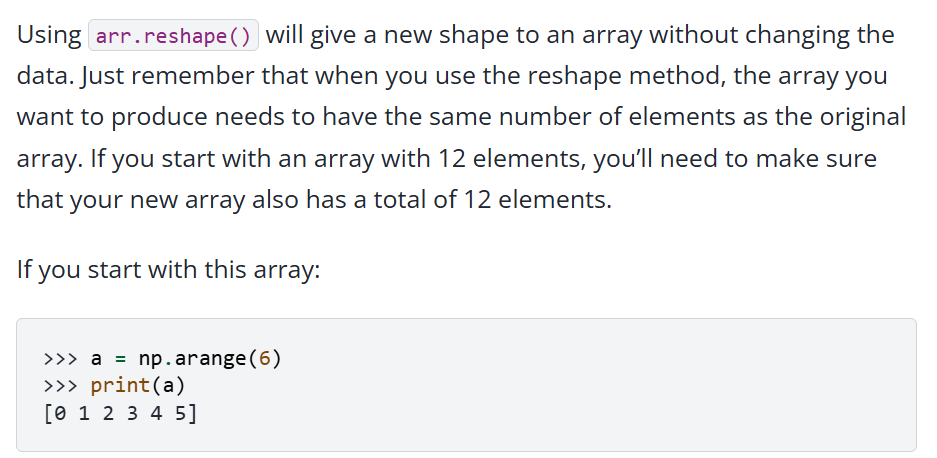 Using arr.reshape() will give a new shape to an array without changing the
data. Just remember that when you use the reshape method, the array you
want to produce needs to have the same number of elements as the original
array. If you start with an array with 12 elements, you’ll need to make sure
that your new array also has a total of 12 elements.
If you start with this array:
>>> a = np.arange(6)
>>> print(a)
[0 1 2 3 4 5]